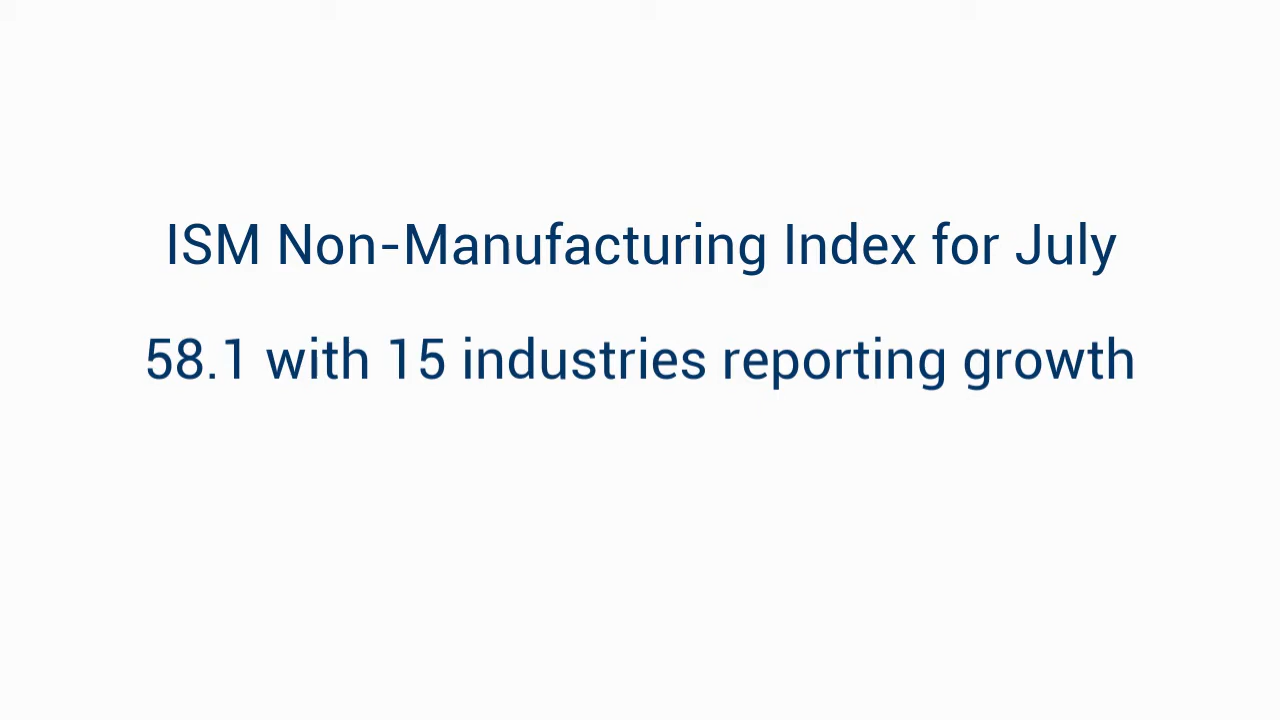 ISM Non-Manufacturing Index for July
58.1 with 15 industries reporting growth